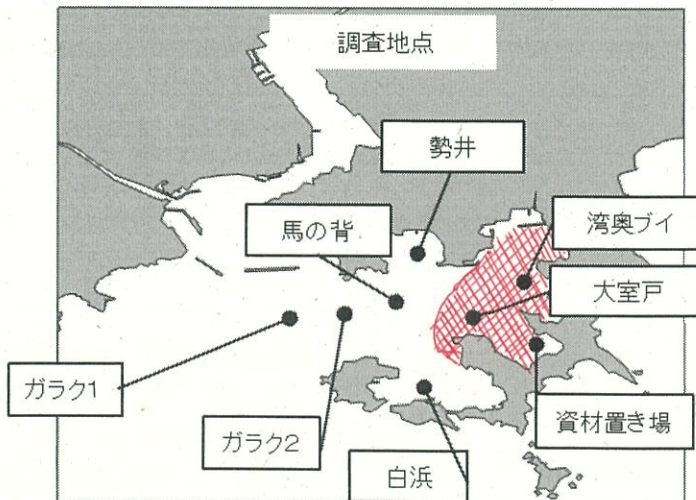 調査地点
勢井
馬の背
湾奥ブイ
大室戸
ガラク1
ガラク2
白浜
資材置き場